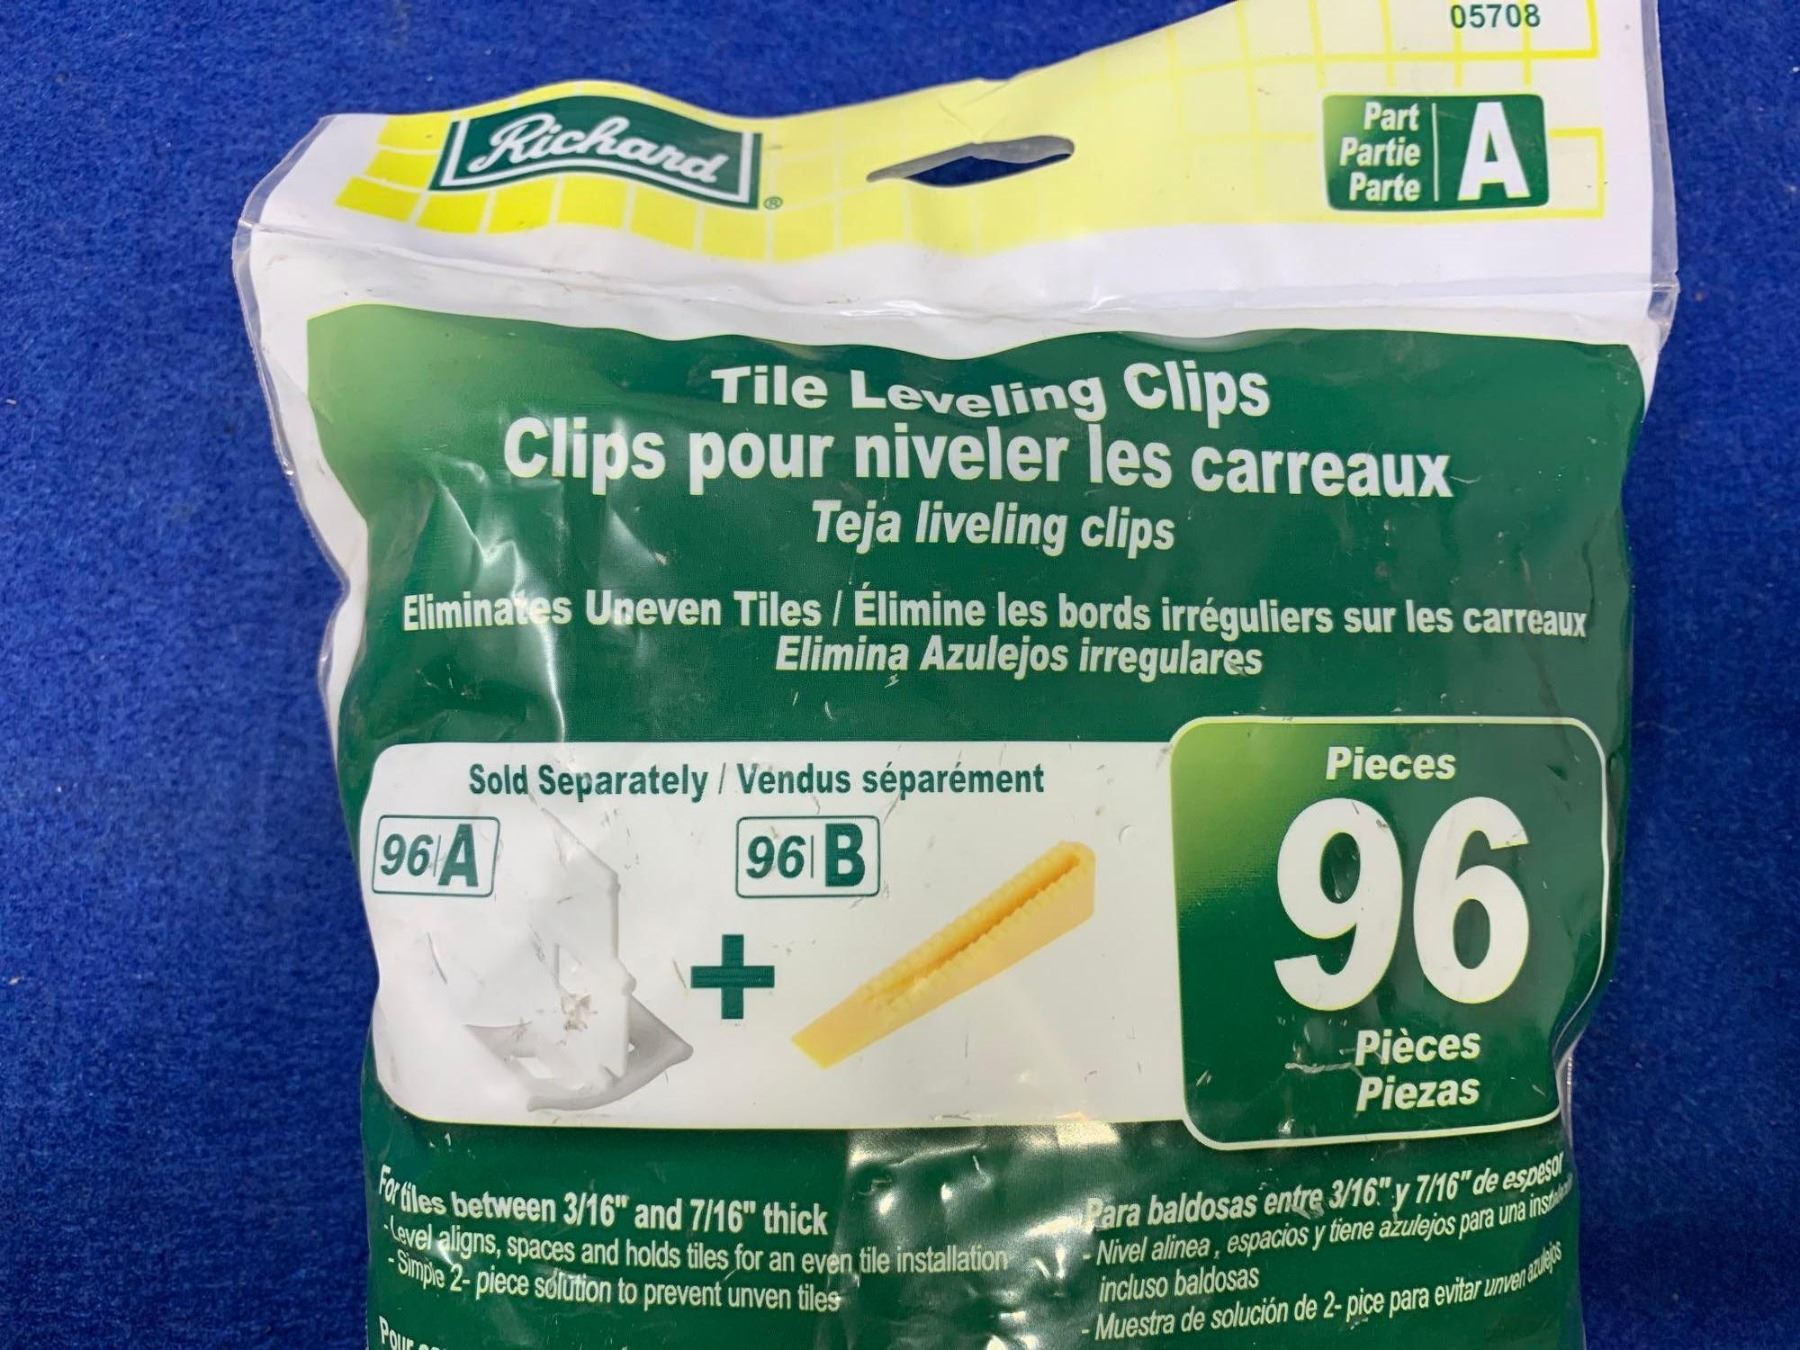 05708
Richard®
Part
Partie
Parte
A
Tile Leveling Clips
Clips pour niveler les carreaux
Teja liveling clips
Eliminates Uneven Tiles / Élimine les bords irréguliers sur les carreaux
Elimina Azulejos irregulares
Sold Separately / Vendus séparément
96|A
+
96|B
Pieces
96
Pièces
Piezas
For tiles between 3/16" and 7/16" thick
- Level aligns, spaces and holds tiles for an even tile installation
- Simple 2- piece solution to prevent unven tiles
Para baldosas entre 3/16" y 7/16" de espesor
- Nivel alinea , espacios y tiene azulejos para una
incluso baldosas
- Muestra de solución de 2- pice para evitar unven azulejos
Pour